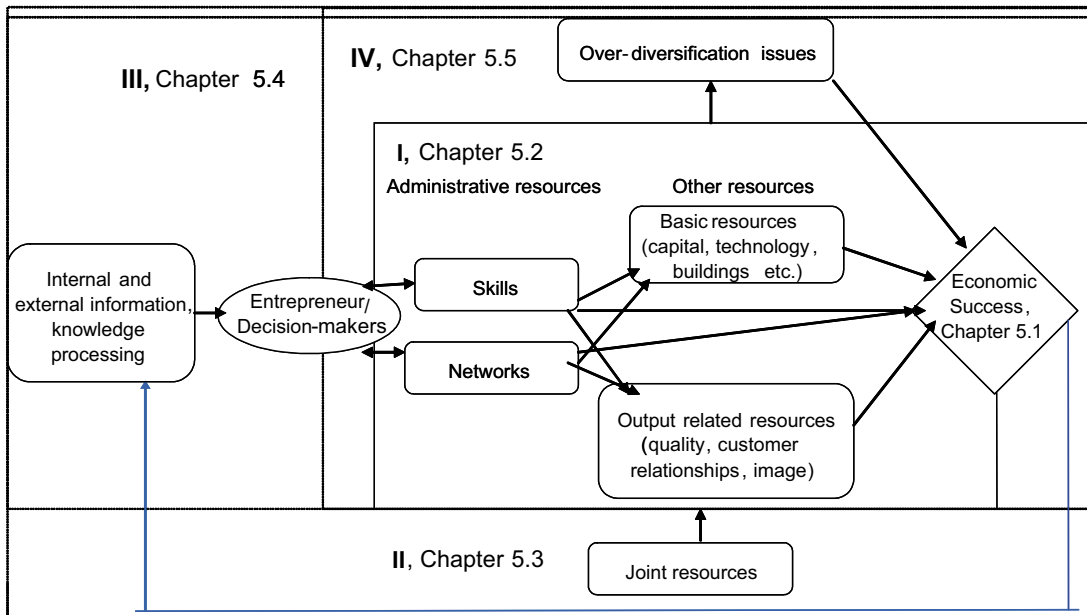 III, Chapter 5.4
IV, Chapter 5.5
Over-diversification issues
I, Chapter 5.2
Administrative resources
Other resources
Basic resources
(capital, technology,
buildings etc.)
Internal and
external information,
knowledge
processing
Entrepreneur/
Decision-makers
Skills
Networks
Economic
Success,
Chapter 5.1
Output related resources
(quality, customer
relationships, image)
II, Chapter 5.3
Joint resources